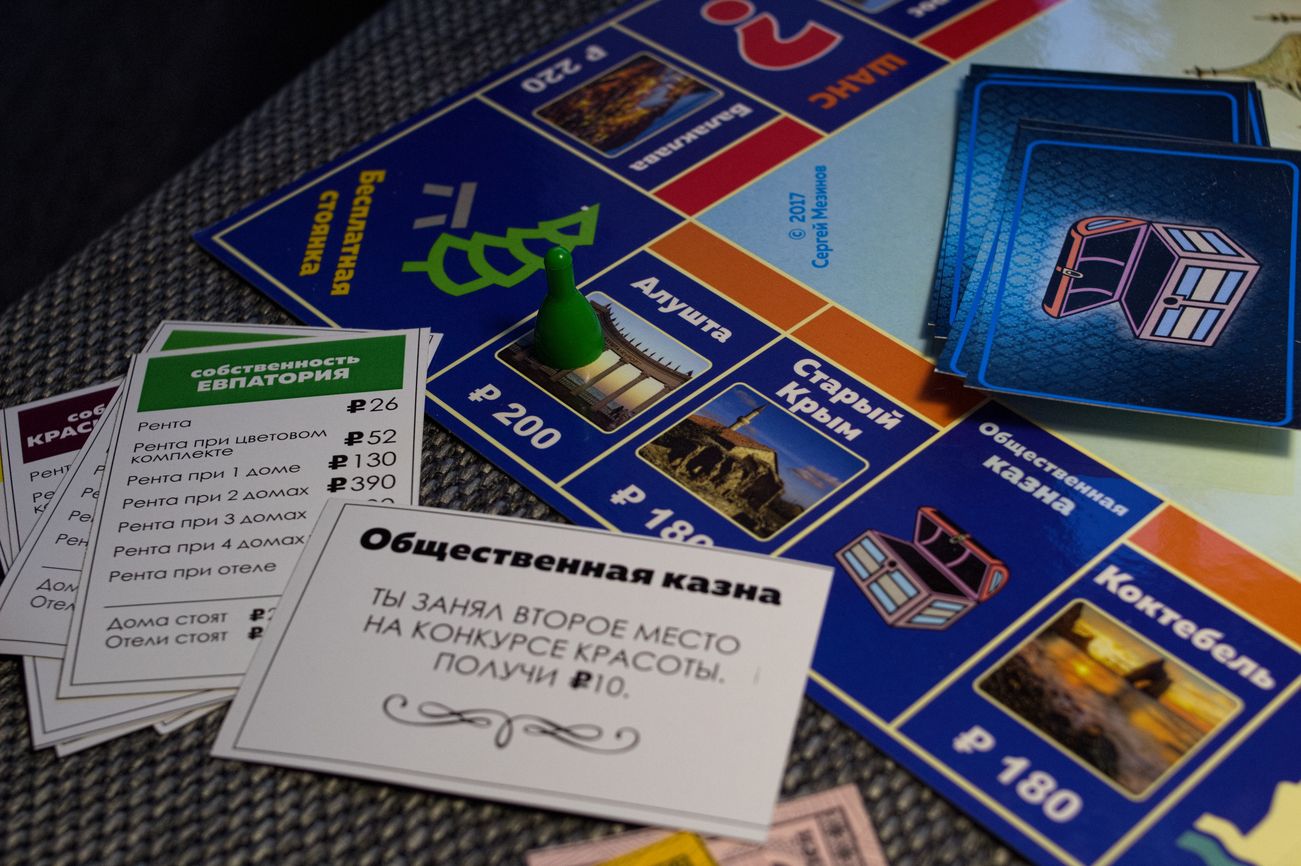 ₽ 220
Балаклава
ШАНС
Бесплатная
стоянка
© 2017
Сергей Мезинов
Алушта
₽ 200
Старый
Крым
₽ 180
Общественная
казна
Коктебель
₽ 180
собственность
ЕВПАТОРИЯ
Рента ₽26
Рента при цветовом
комплекте ₽52
Рента при 1 доме ₽130
Рента при 2 домах ₽390
Рента при 3 домах
Рента при 4 домах
Рента при отеле
Дома стоят ₽
Отели стоят ₽
Общественная казна
ТЫ ЗАНЯЛ ВТОРОЕ МЕСТО
НА КОНКУРСЕ КРАСОТЫ.
ПОЛУЧИ ₽10.